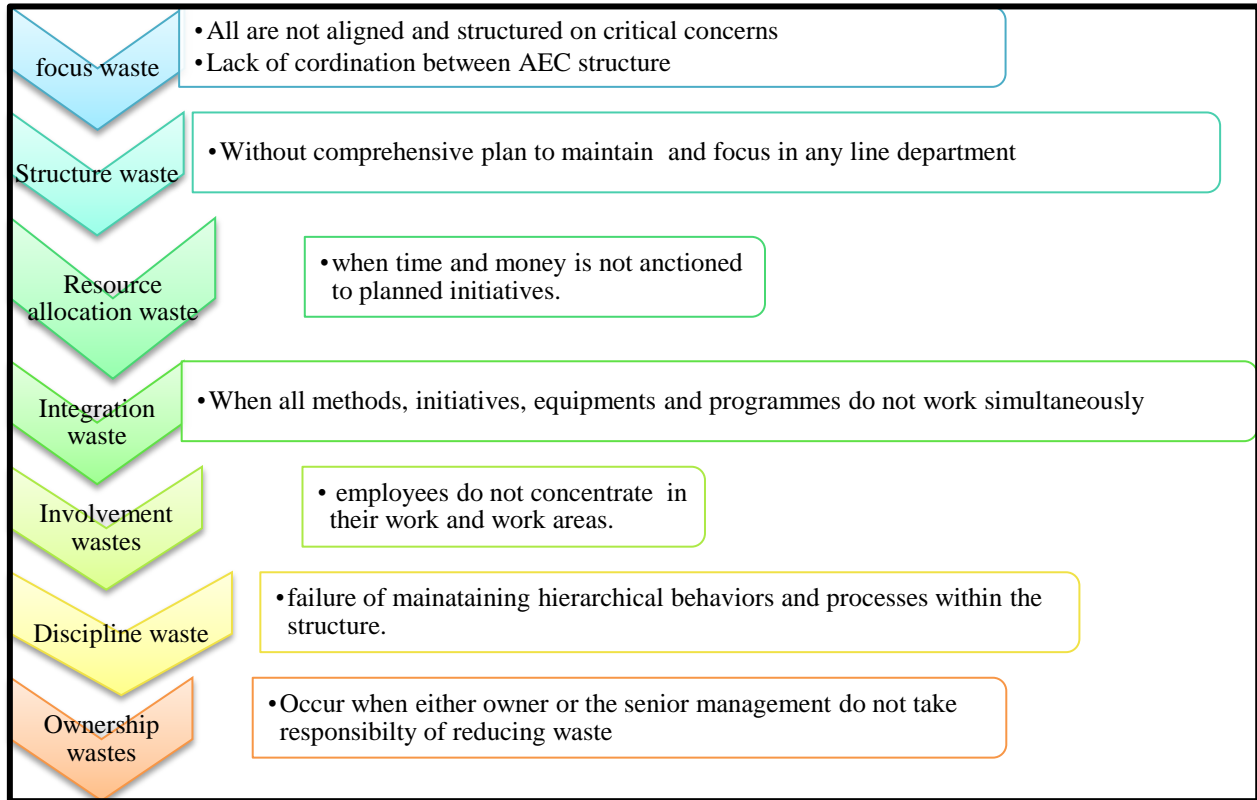 focus waste
•All are not aligned and structured on critical concerns
•Lack of cordination between AEC structure
Structure waste
•Without comprehensive plan to maintain and focus in any line department
Resource
allocation waste
•when time and money is not anctioned
to planned initiatives.
Integration
waste
•When all methods, initiatives, equipments and programmes do not work simultaneously
Involvement
wastes
• employees do not concentrate in
their work and work areas.
Discipline waste
•failure of mainataining hierarchical behaviors and processes within the
structure.
Ownership
wastes
•Occur when either owner or the senior management do not take
responsibilty of reducing waste